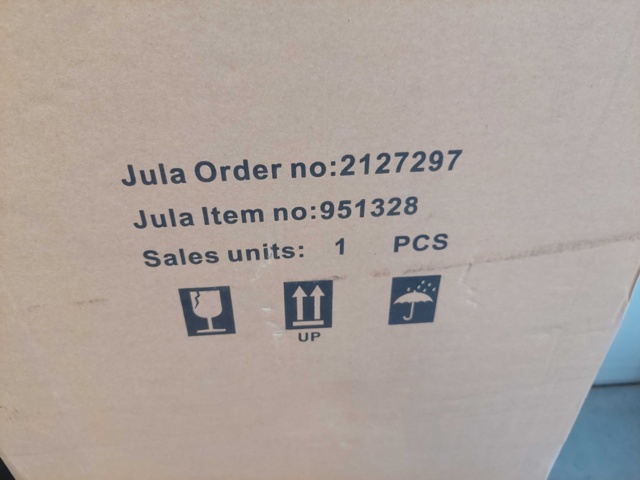 Jula Order no:2127297
Jula Item no:951328
Sales units: 1 PCS
UP